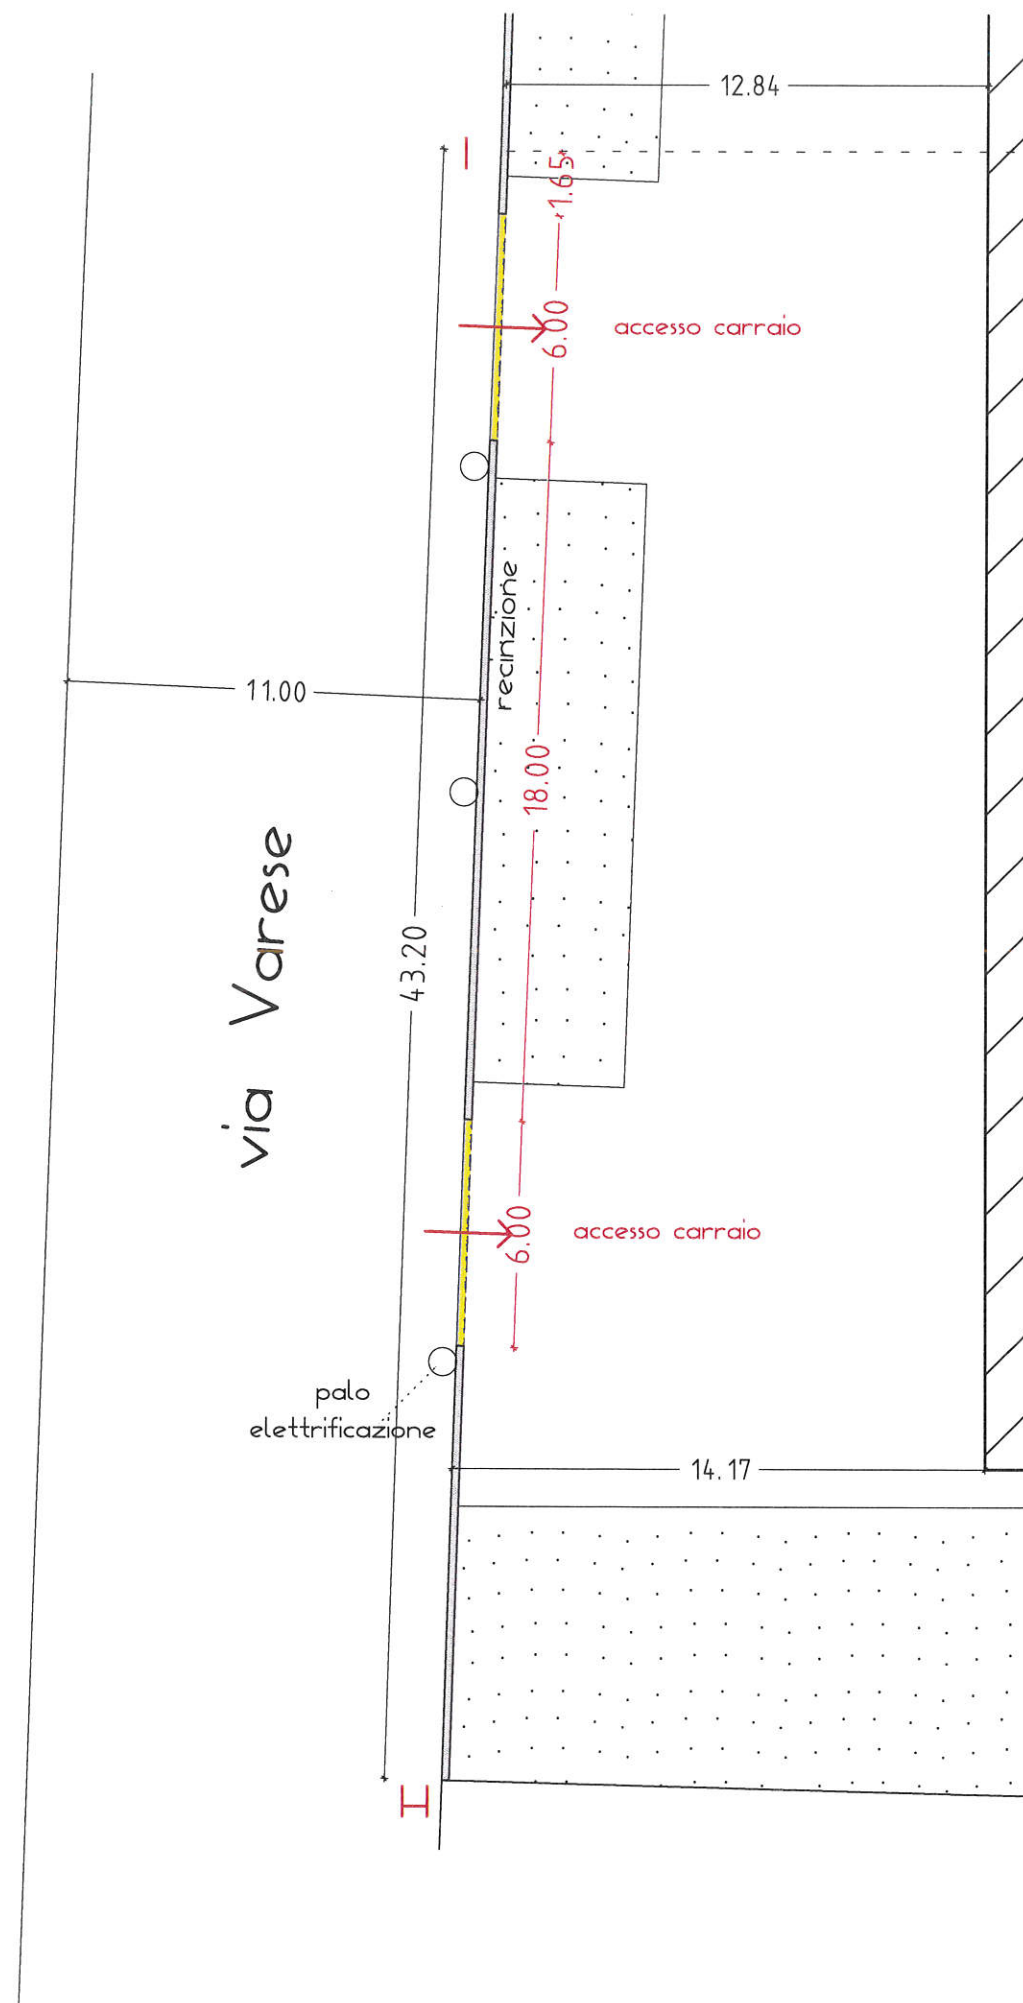 12.84
I
1.65
6.00
accesso carraio
recinzione
11.00
18.00
via Varese
43.20
6.00
accesso carraio
palo
elettrificazione
14.17
H